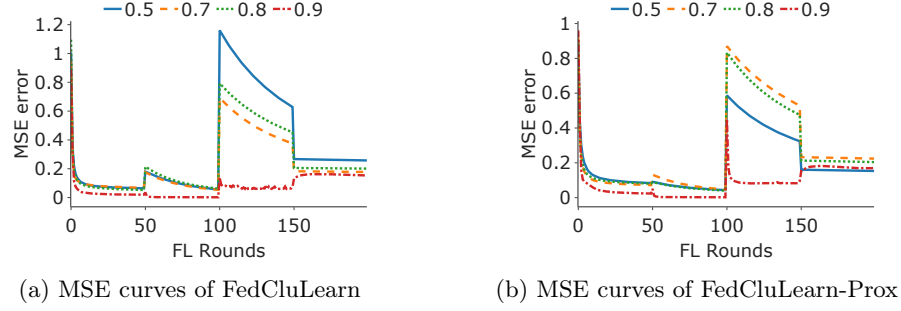 0.5 0.7 0.8 0.9
1.2
1
0.8
0.6
0.4
0.2
0
MSE error
0 50 100 150
FL Rounds
(a) MSE curves of FedCluLearn
0.5 0.7 0.8 0.9
1
0.8
0.6
0.4
0.2
0
MSE error
0 50 100 150
FL Rounds
(b) MSE curves of FedCluLearn-Prox